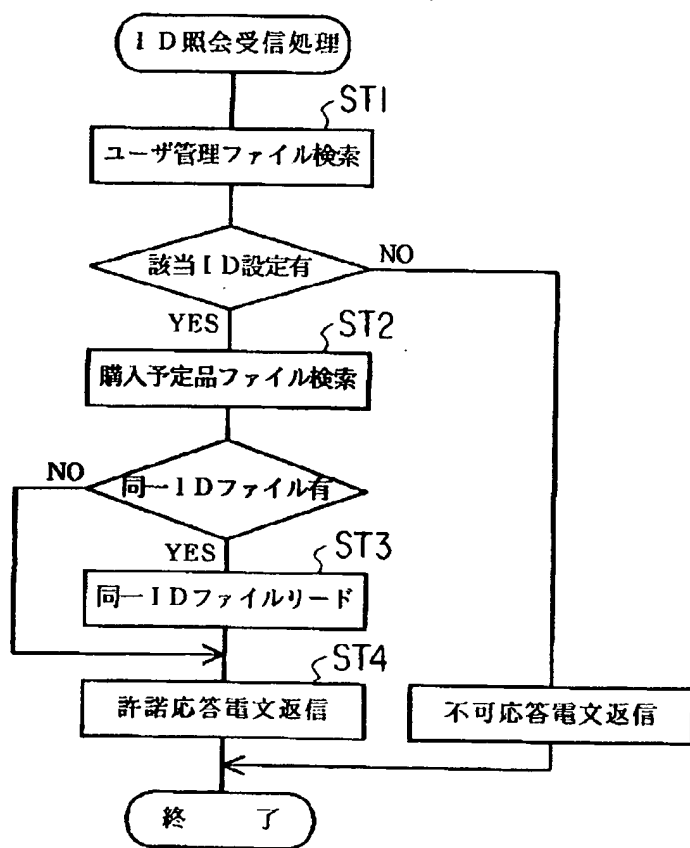 ID照会受信処理
ST1
ユーザ管理ファイル検索
該当ID設定有
NO
YES
ST2
購入予定品ファイル検索
NO
同一IDファイル有
YES
ST3
同一IDファイルリード
ST4
許諾応答電文返信
不可応答電文返信
終 了